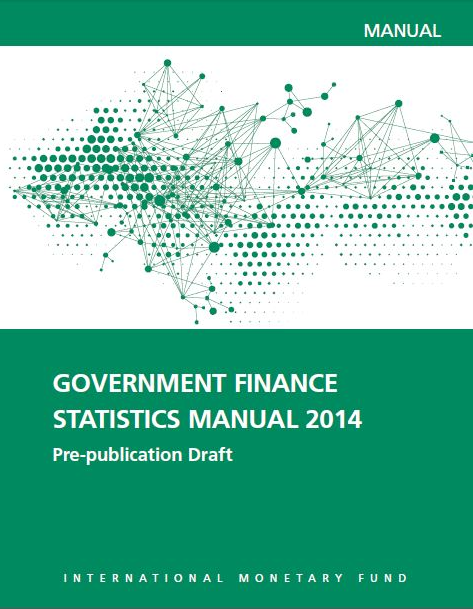 MANUAL
GOVERNMENT FINANCE
STATISTICS MANUAL 2014
Pre-publication Draft
INTERNATIONAL MONETARY FUND